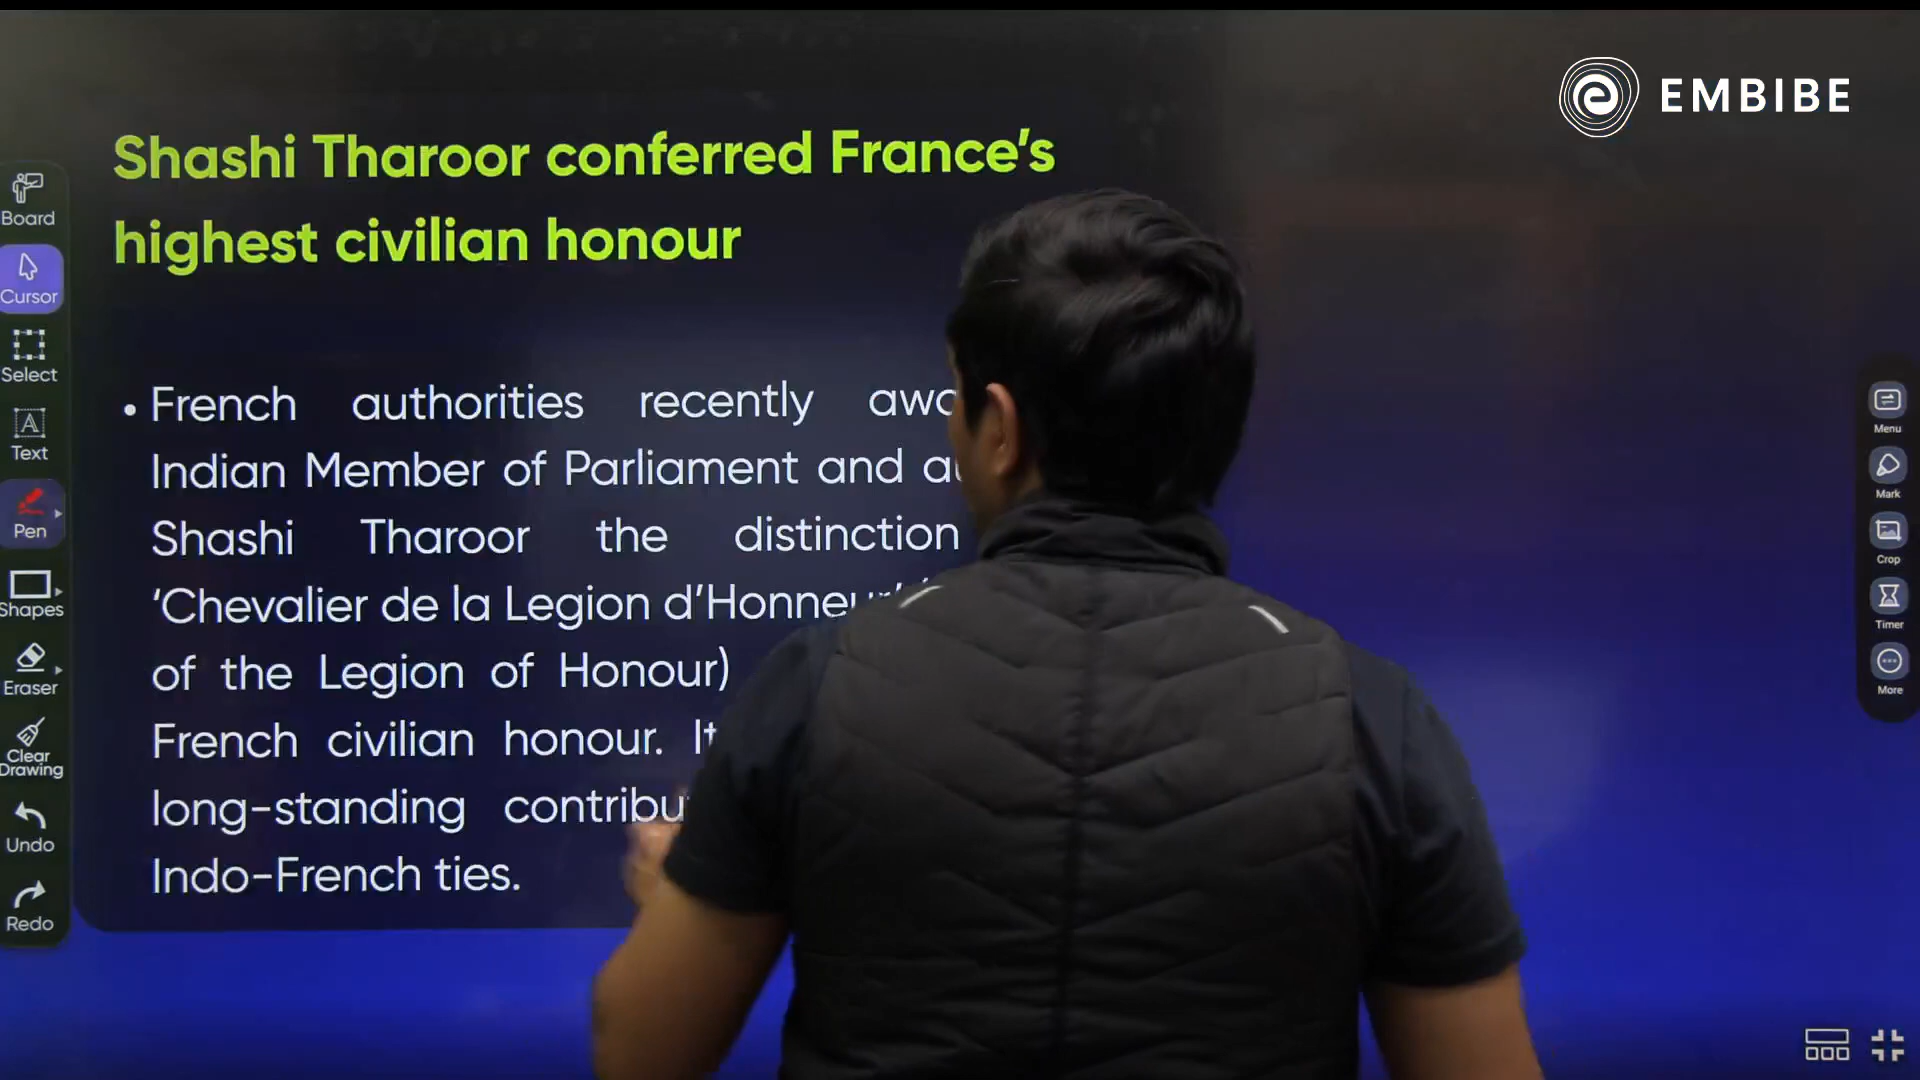 EMBIBE
Shashi Tharoor conferred France's
highest civilian honour
• French authorities recently
Indian Member of Parliament and
Shashi Tharoor the distinction
'Chevalier de la Legion d'Honneur'
of the Legion of Honour)
French civilian honour.
long-standing
Indo-French ties.
Board
Cursor
Select
Text
Pen
Shapes
Eraser
Clear
Drawing
Undo
Redo
Menu
Mark
Crop
Timer
More